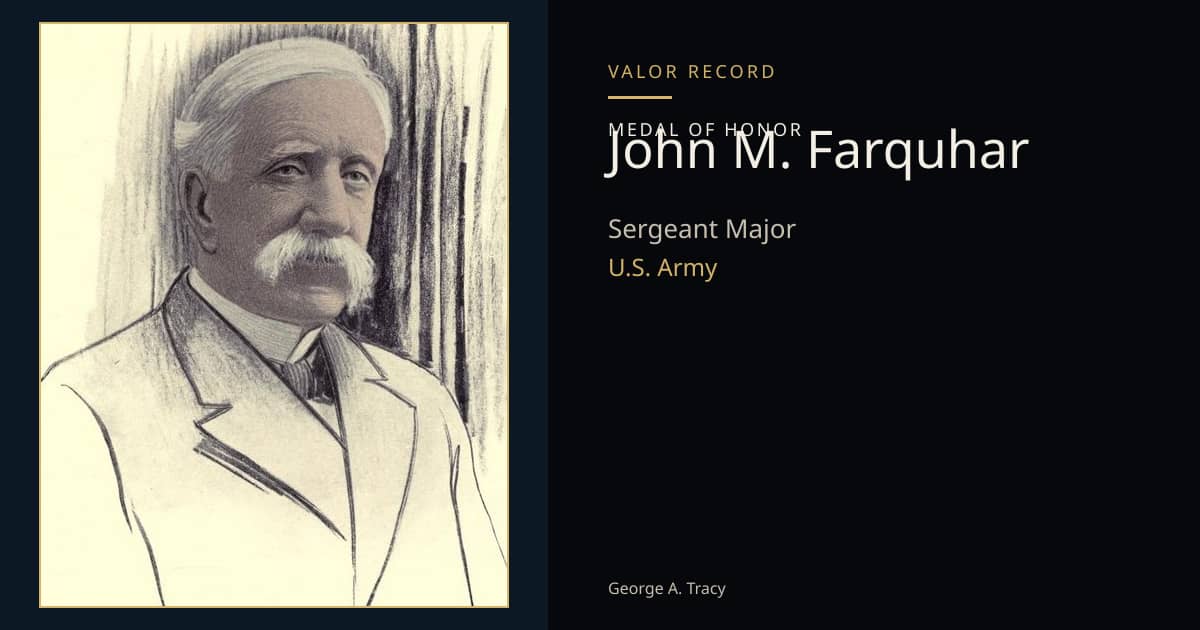 VALOR RECORD
MEDAL OF HONOR
John M. Farquhar
Sergeant Major
U.S. Army
George A. Tracy